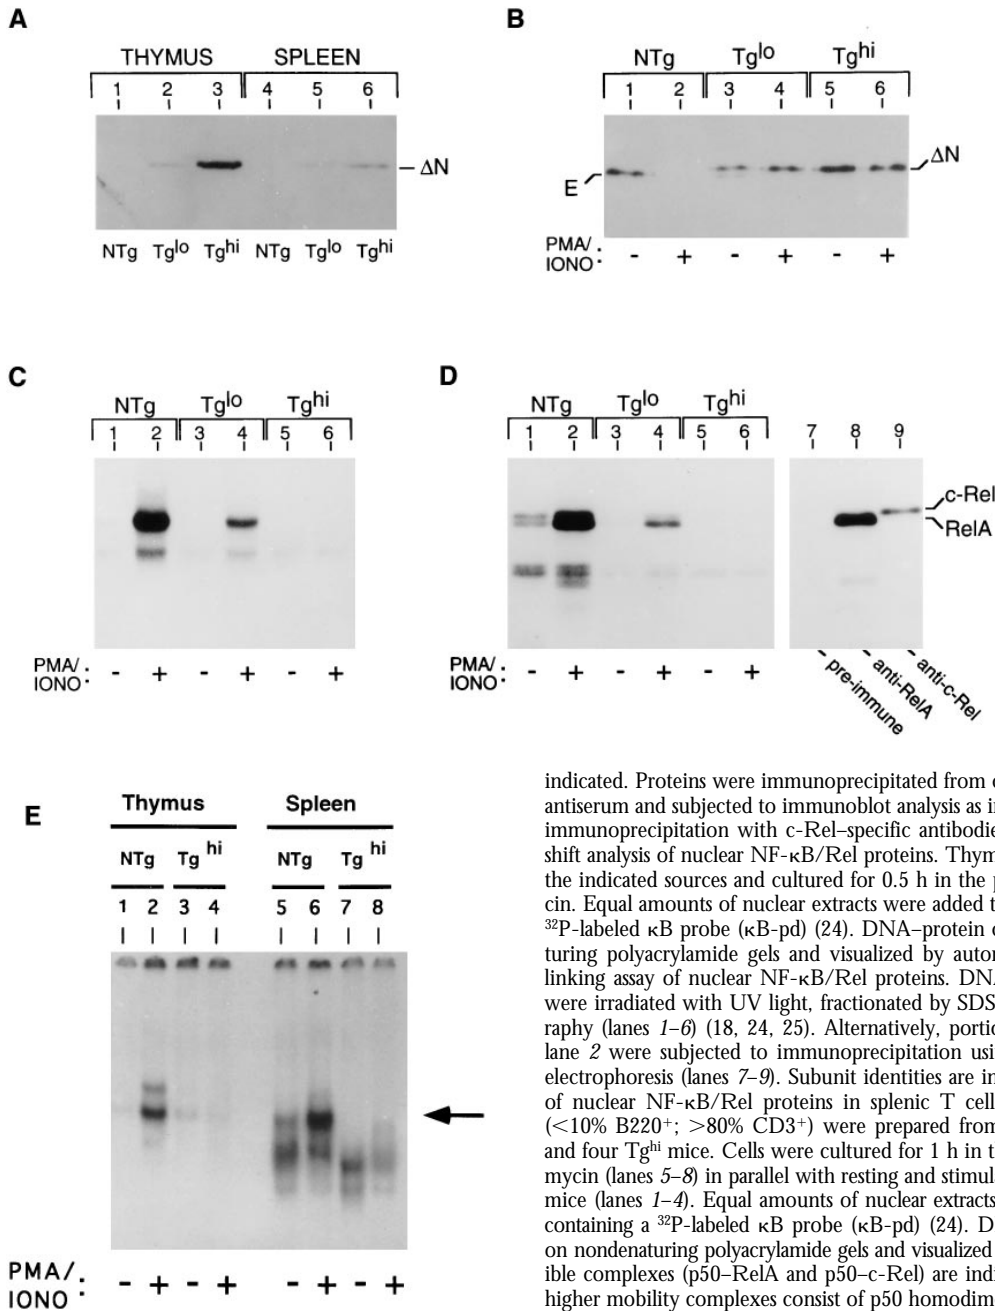 A
THYMUS SPLEEN
1 2 3 4 5 6
ΔN
NTg Tglo Tghi NTg Tglo Tghi
B
NTg Tglo Tghi
1 2 3 4 5 6
E
ΔN
PMA/
IONO : - + - + - +
C
NTg Tglo Tghi
1 2 3 4 5 6
PMA/
IONO : - + - + - +
D
NTg Tglo Tghi
1 2 3 4 5 6 7 8 9
c-Rel
RelA
PMA/
IONO : - + - + - +
pre-immune
anti-RelA
anti-c-Rel
E
Thymus Spleen
NTg Tg hi NTg Tg hi
1 2 3 4 5 6 7 8
PMA/
IONO : - + - + - + - +
indicated. Proteins were immunoprecipitated from
antiserum and subjected to immunoblot analysis as
immunoprecipitation with c-Rel–specific antibodie
shift analysis of nuclear NF-κB/Rel proteins. Thym
the indicated sources and cultured for 0.5 h in the
cin. Equal amounts of nuclear extracts were added
32P-labeled κB probe (κB-pd) (24). DNA–protein
turing polyacrylamide gels and visualized by autor
linking assay of nuclear NF-κB/Rel proteins. DNA
were irradiated with UV light, fractionated by SDS
raphy (lanes 1–6) (18, 24, 25). Alternatively, portic
lane 2 were subjected to immunoprecipitation usi
electrophoresis (lanes 7–9). Subunit identities are in
of nuclear NF-κB/Rel proteins in splenic T cell
(<10% B220+; >80% CD3+) were prepared from
and four Tghi mice. Cells were cultured for 1 h in t
mycin (lanes 5–8) in parallel with resting and stimula
mice (lanes 1–4). Equal amounts of nuclear extracts
containing a 32P-labeled κB probe (κB-pd) (24). D
on nondenaturing polyacrylamide gels and visualized
ible complexes (p50–RelA and p50–c-Rel) are indi
higher mobility complexes consist of p50 homodim